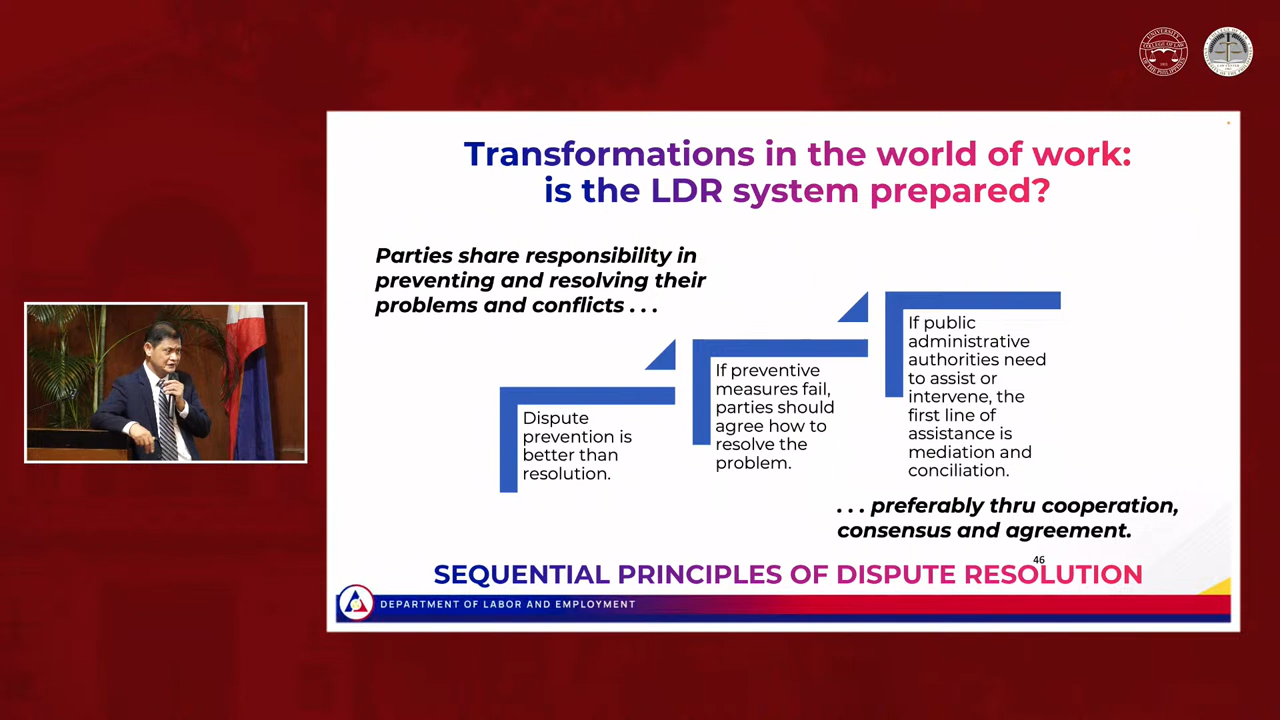 Transformations in the world of work:
is the LDR system prepared?
Parties share responsibility in
preventing and resolving their
problems and conflicts . . .
Dispute
prevention is
better than
resolution.
If preventive
measures fail,
parties should
agree how to
resolve the
problem.
If public
administrative
authorities need
to assist or
intervene, the
first line of
assistance is
mediation and
conciliation.
. . . preferably thru cooperation,
consensus and agreement.
46
SEQUENTIAL PRINCIPLES OF DISPUTE RESOLUTION
DEPARTMENT OF LABOR AND EMPLOYMENT